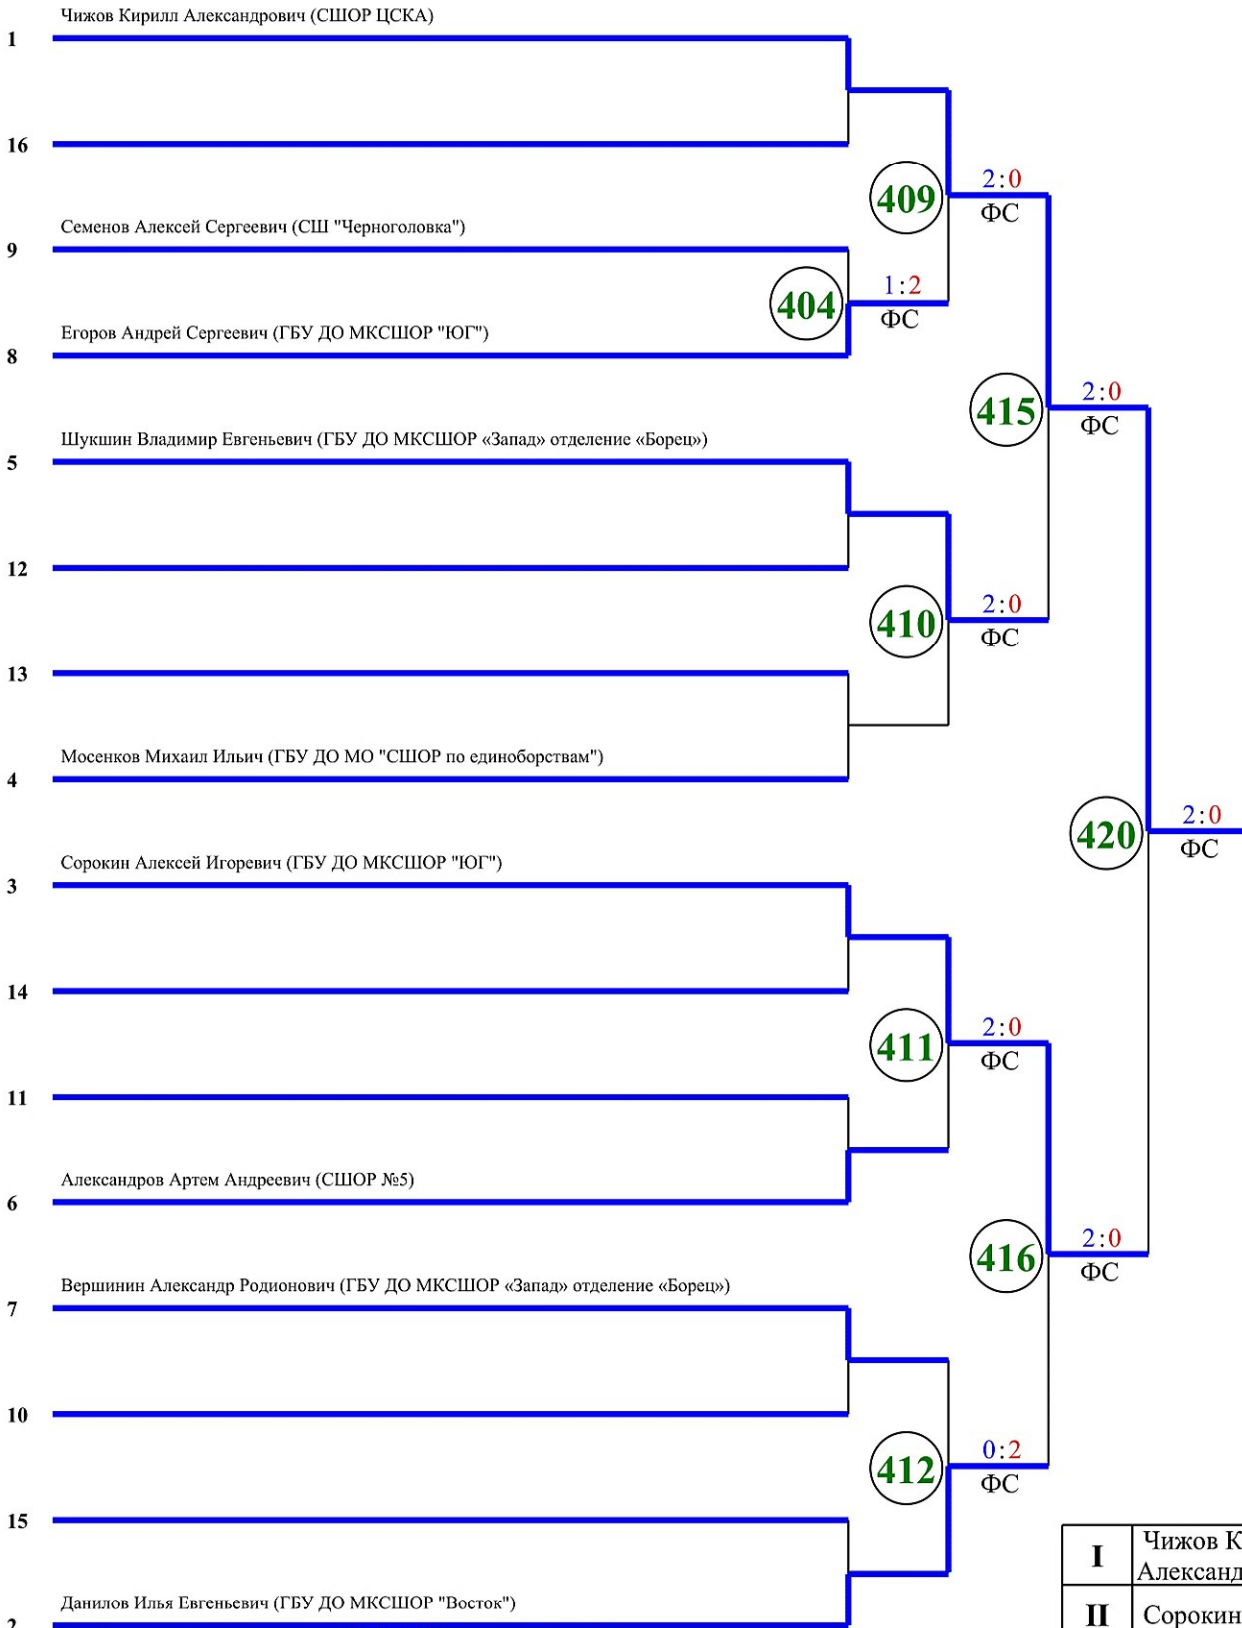 Чижов Кирилл Александрович (СШОР ЦСКА)
1
16
409
2:0
ФС
Семенов Алексей Сергеевич (СШ "Черноголовка")
9
404
1:2
ФС
Егоров Андрей Сергеевич (ГБУ ДО МКСШОР "ЮГ")
8
415
2:0
ФС
Шукшин Владимир Евгеньевич (ГБУ ДО МКСШОР «Запад» отделение «Борец»)
5
12
410
2:0
ФС
13
Мосенков Михаил Ильич (ГБУ ДО МО "СШОР по единоборствам")
4
420
2:0
ФС
Сорокин Алексей Игоревич (ГБУ ДО МКСШОР "ЮГ")
3
14
411
2:0
ФС
11
Александров Артем Андреевич (СШОР №5)
6
416
2:0
ФС
Вершинин Александр Родионович (ГБУ ДО МКСШОР «Запад» отделение «Борец»)
7
10
412
0:2
ФС
15
I
Чижов К
Александ
Данилов Илья Евгеньевич (ГБУ ДО МКСШОР "Восток")
2
II
Сорокин